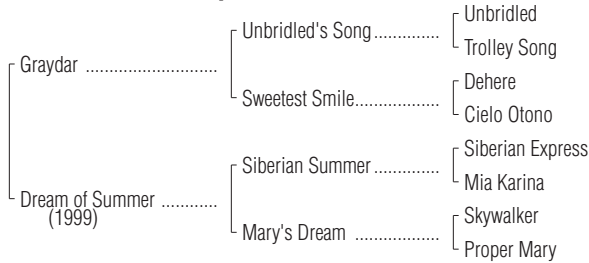 Unbridled
Unbridled's Song ..............
Trolley Song
Graydar ...........................
Dehere
Sweetest Smile..................
Cielo Otono
Siberian Express
Siberian Summer ..............
Mia Karina
Dream of Summer ............
(1999)
Skywalker
Mary's Dream ..................
Proper Mary